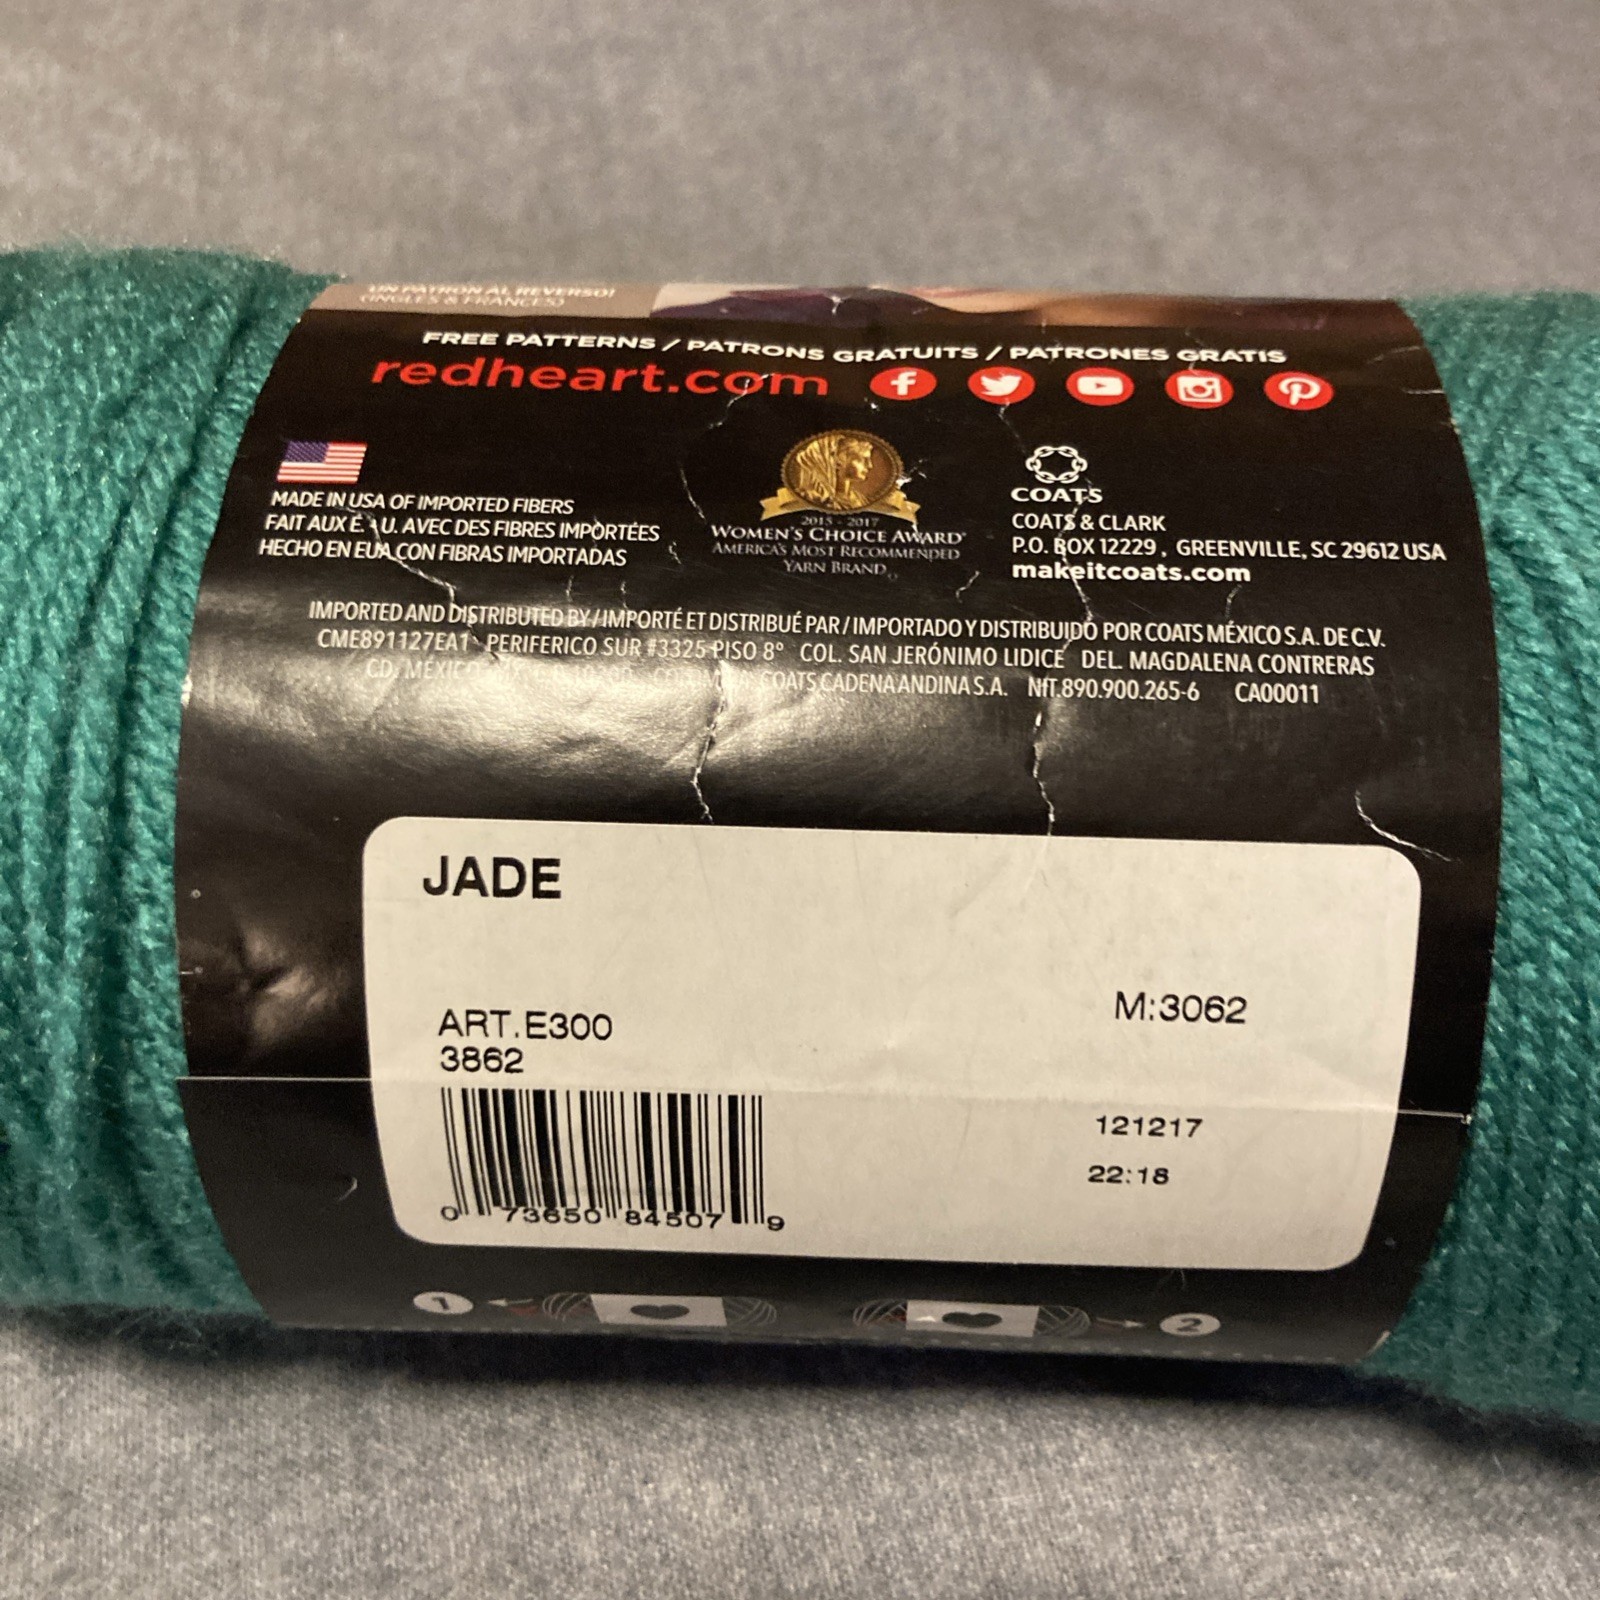 UN PATRON AL REVERSO!
(INGLES & FRANCES)
FREE PATTERNS / PATRONS GRATUITS / PATRONES GRATIS
redheart.com
MADE IN USA OF IMPORTED FIBERS
FAIT AUX É. U. AVEC DES FIBRES IMPORTÉES
HECHO EN EUA CON FIBRAS IMPORTADAS
2015 - 2017
WOMEN'S CHOICE AWARD®
AMERICA'S MOST RECOMMENDED
YARN BRAND
COATS
COATS & CLARK
P.O. BOX 12229, GREENVILLE, SC 29612 USA
makeitcoats.com
IMPORTED AND DISTRIBUTED BY / IMPORTÉ ET DISTRIBUÉ PAR / IMPORTADO Y DISTRIBUIDO POR COATS MÉXICO S.A. DE C.V.
CME891127EA1 PERIFERICO SUR #3325 PISO 8° COL. SAN JERÓNIMO LIDICE DEL. MAGDALENA CONTRERAS
CD. MÉXICO COATS CADENA ANDINA S.A. NIT.890.900.265-6 CA00011
JADE
ART.E300
3862
M:3062
121217
22:18
0 73650 84507 9
1
2